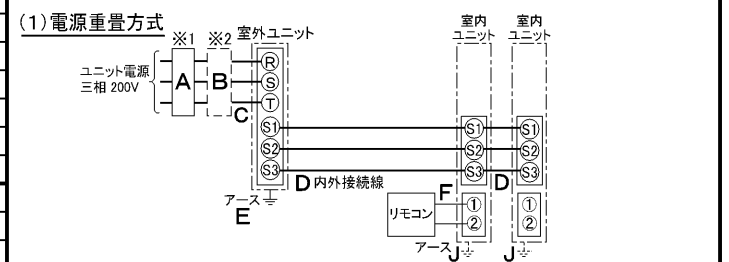 (1)電源重畳方式
※1 ※2 室外ユニット
室内ユニット
室内ユニット
ユニット電源
三相 200V
A
B
C
R
S
T
S1
S2
S3
S1
S2
S3
S1
S2
S3
D 内外接続線
D
アース
E
F
リモコン
①
②
①
②
アース J
J